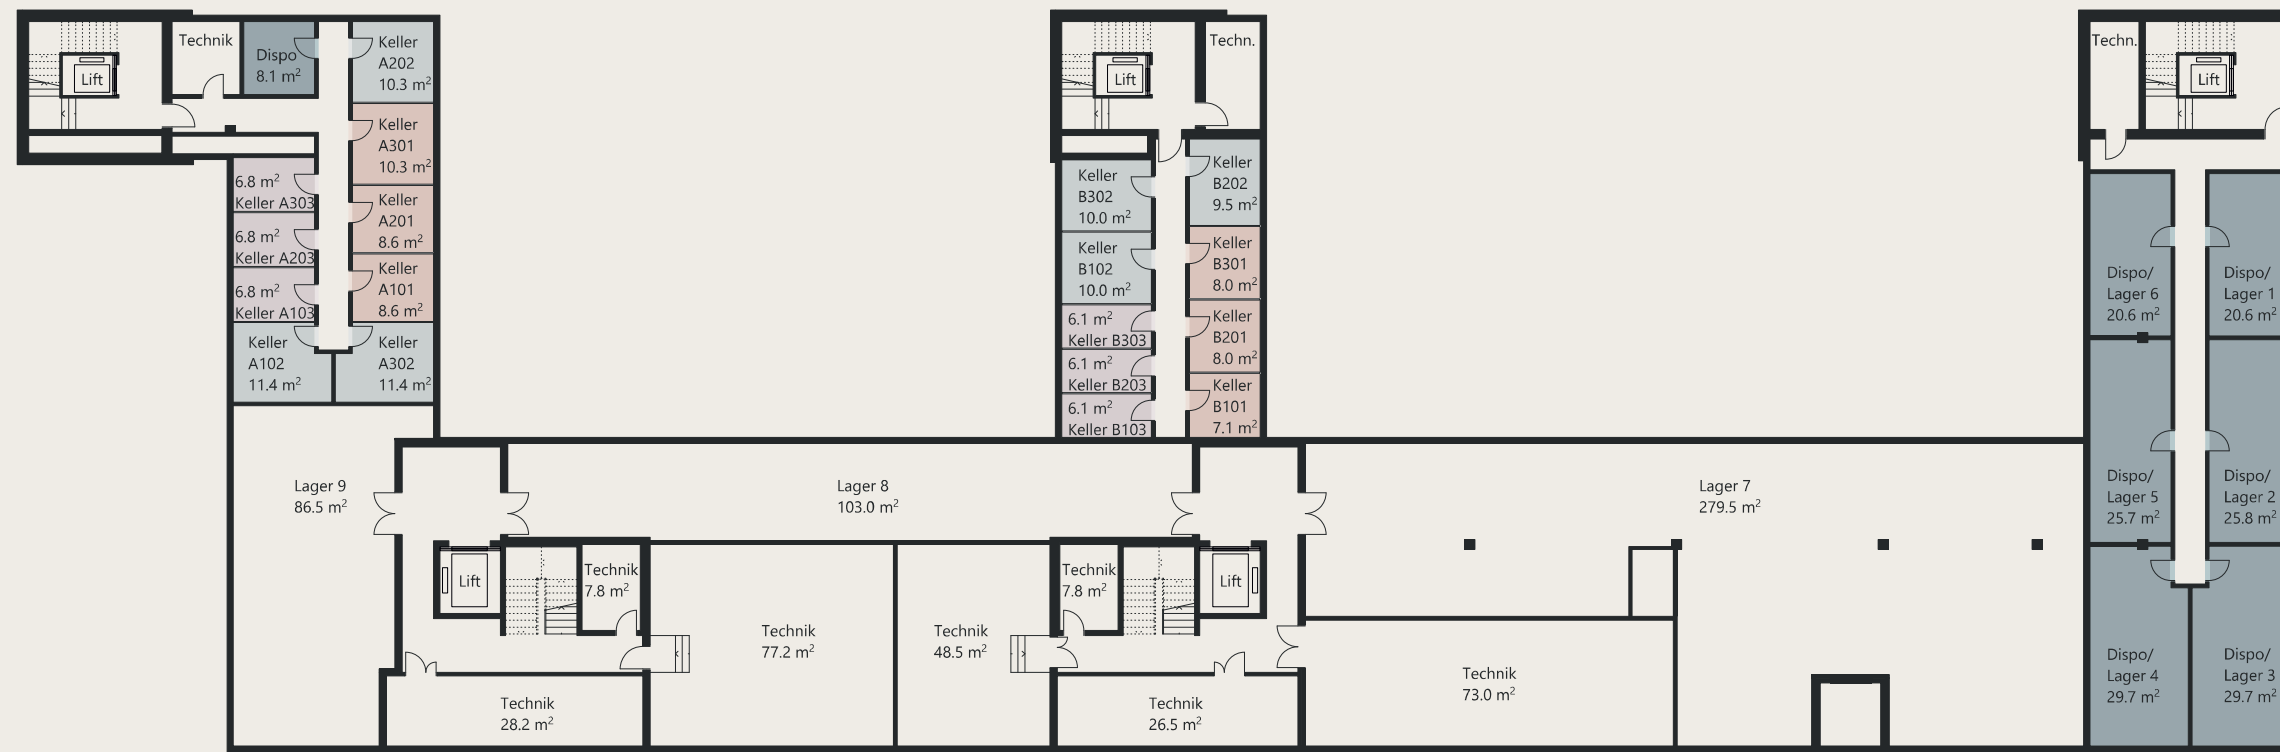 Lift
Technik
Dispo
8.1 m²
Keller
A202
10.3 m²
Keller
A301
10.3 m²
Keller
A201
8.6 m²
Keller
A101
8.6 m²
Keller
A302
11.4 m²
6.8 m²
Keller A303
6.8 m²
Keller A203
6.8 m²
Keller A103
Keller
A102
11.4 m²
Lift
Techn.
Keller
B302
10.0 m²
Keller
B102
10.0 m²
6.1 m²
Keller B303
6.1 m²
Keller B203
6.1 m²
Keller B103
Keller
B202
9.5 m²
Keller
B301
8.0 m²
Keller
B201
8.0 m²
Keller
B101
7.1 m²
Techn.
Lift
Dispo/
Lager 6
20.6 m²
Dispo/
Lager 1
20.6 m²
Dispo/
Lager 5
25.7 m²
Dispo/
Lager 2
25.8 m²
Dispo/
Lager 4
29.7 m²
Dispo/
Lager 3
29.7 m²
Lager 9
86.5 m²
Lager 8
103.0 m²
Lager 7
279.5 m²
Lift
Technik
7.8 m²
Technik
77.2 m²
Technik
48.5 m²
Technik
7.8 m²
Lift
Technik
28.2 m²
Technik
26.5 m²
Technik
73.0 m²